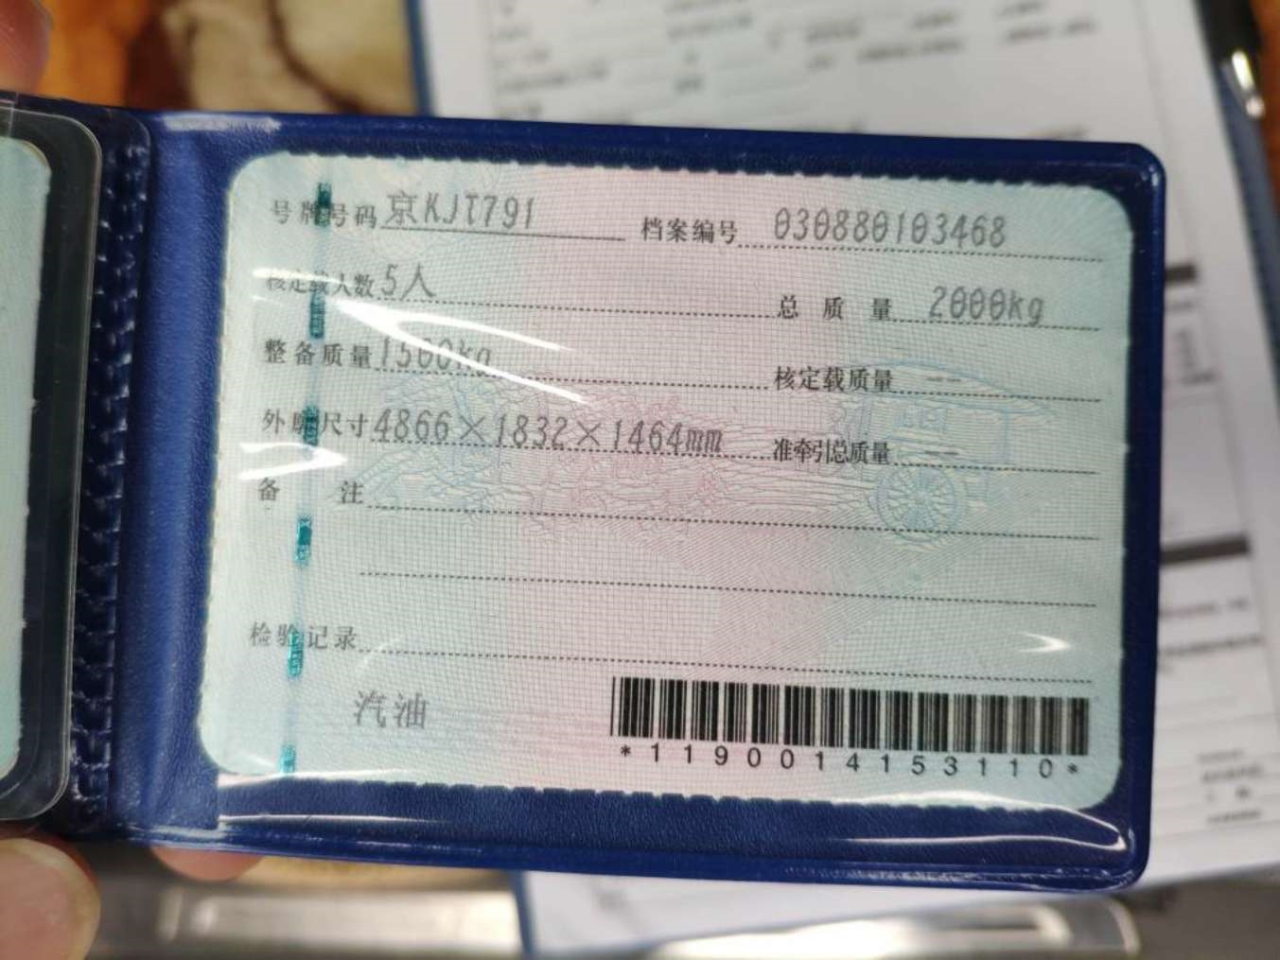 号牌号码 京KJT791 档案编号 030880103468
核定载人数 5人 总质量 2000kg
整备质量 1500kg 核定载质量 --
外廓尺寸 4866×1832×1464mm 准牵引总质量 --
备注
检验记录
汽油
*1190014153110*